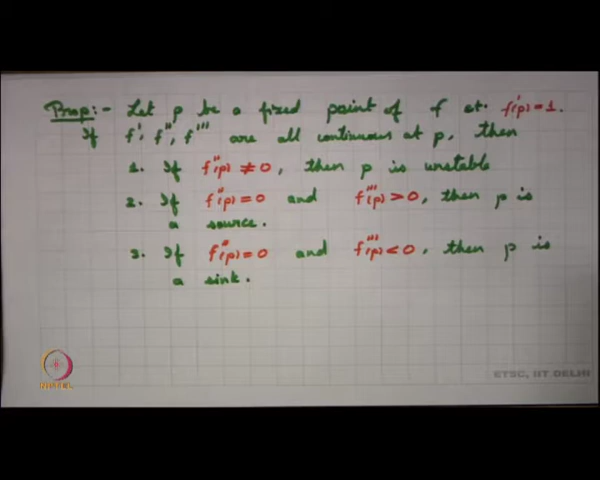 Prop:- Let p be a fixed point of f st. f'(p)=1.
If f', f'', f''' are all continuous at p, then
1. If f''(p) ≠ 0, then p is unstable
2. If f''(p) = 0 and f'''(p) > 0, then p is
a source.
3. If f''(p) = 0 and f'''(p) < 0, then p is
a sink.
ETSC, IIT DELHI